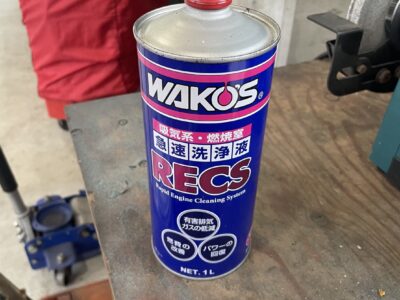 WAKO'S®
吸気系・燃焼室
急速洗浄液
RECS
Rapid Engine Cleaning System
有害排気
ガスの低減
燃費の
改善
パワーの
回復
NET. 1L